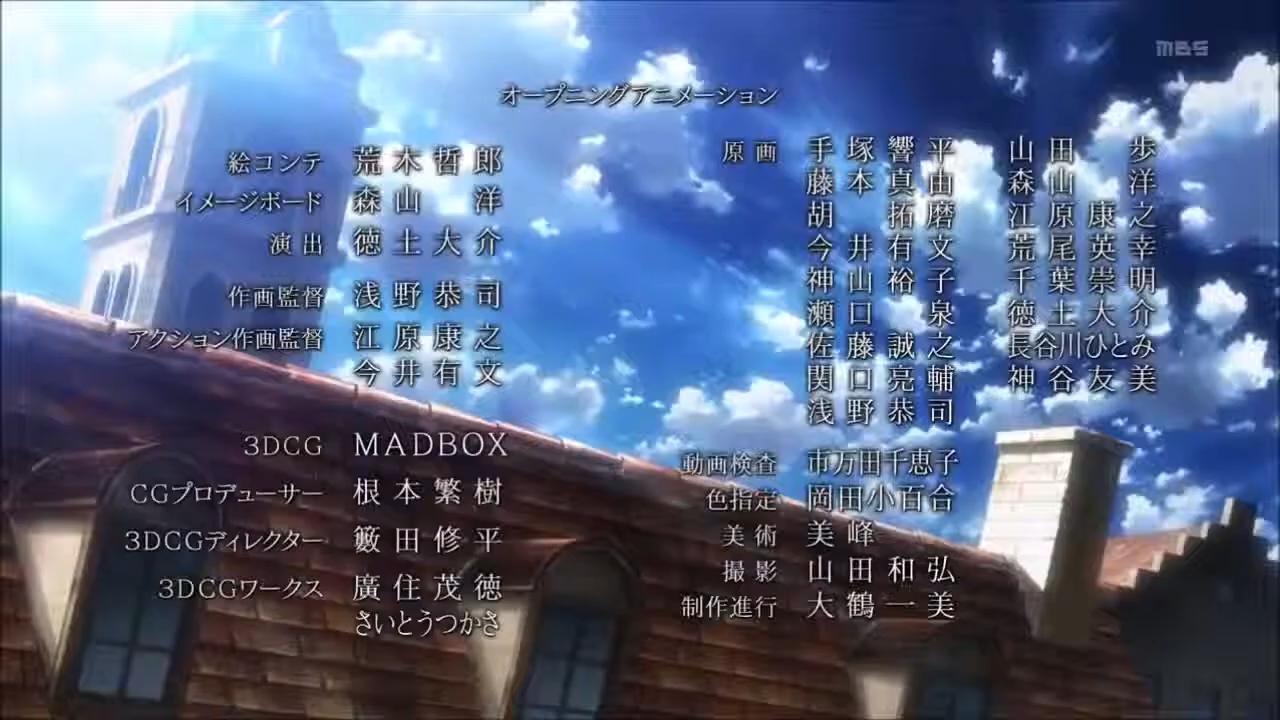 MBS
オープニングアニメーション
絵コンテ 荒木哲郎
イメージボード 森山 洋
演出 徳土大介
作画監督 浅野恭司
アクション作画監督 江原康之
今井有文
3DCG MADBOX
CGプロデューサー 根本繁樹
3DCGディレクター 籔田修平
3DCGワークス 廣住茂徳
さいとうつかさ
原画 手塚響平 山田 歩
藤本真由 森山 洋
胡 拓磨 江原康之
今井有文 荒尾英幸
神山裕子 千葉崇明
瀬口 泉 徳土大介
佐藤誠之 長谷川ひとみ
関口亮輔 神谷友美
浅野恭司
動画検査 市万田千恵子
色指定 岡田小百合
美術 美峰
撮影 山田和弘
制作進行 大鶴一美